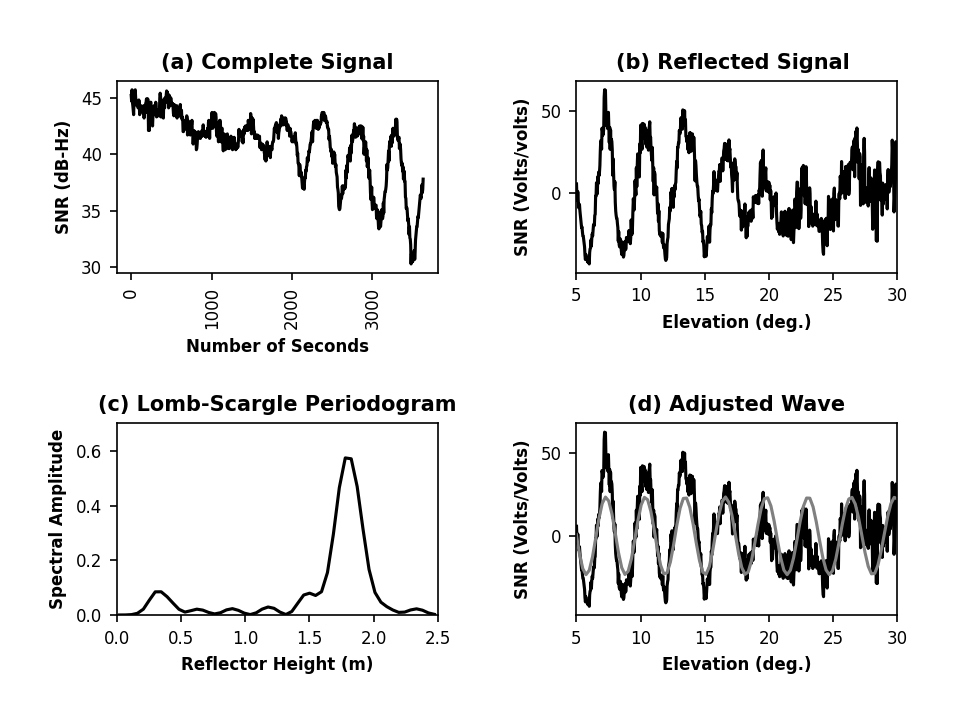 (a) Complete Signal
SNR (dB-Hz)
45
40
35
30
0
1000
2000
3000
Number of Seconds
(b) Reflected Signal
SNR (Volts/volts)
50
0
5 10 15 20 25 30
Elevation (deg.)
(c) Lomb-Scargle Periodogram
Spectral Amplitude
0.6
0.4
0.2
0.0
0.0 0.5 1.0 1.5 2.0 2.5
Reflector Height (m)
(d) Adjusted Wave
SNR (Volts/Volts)
50
0
5 10 15 20 25 30
Elevation (deg.)